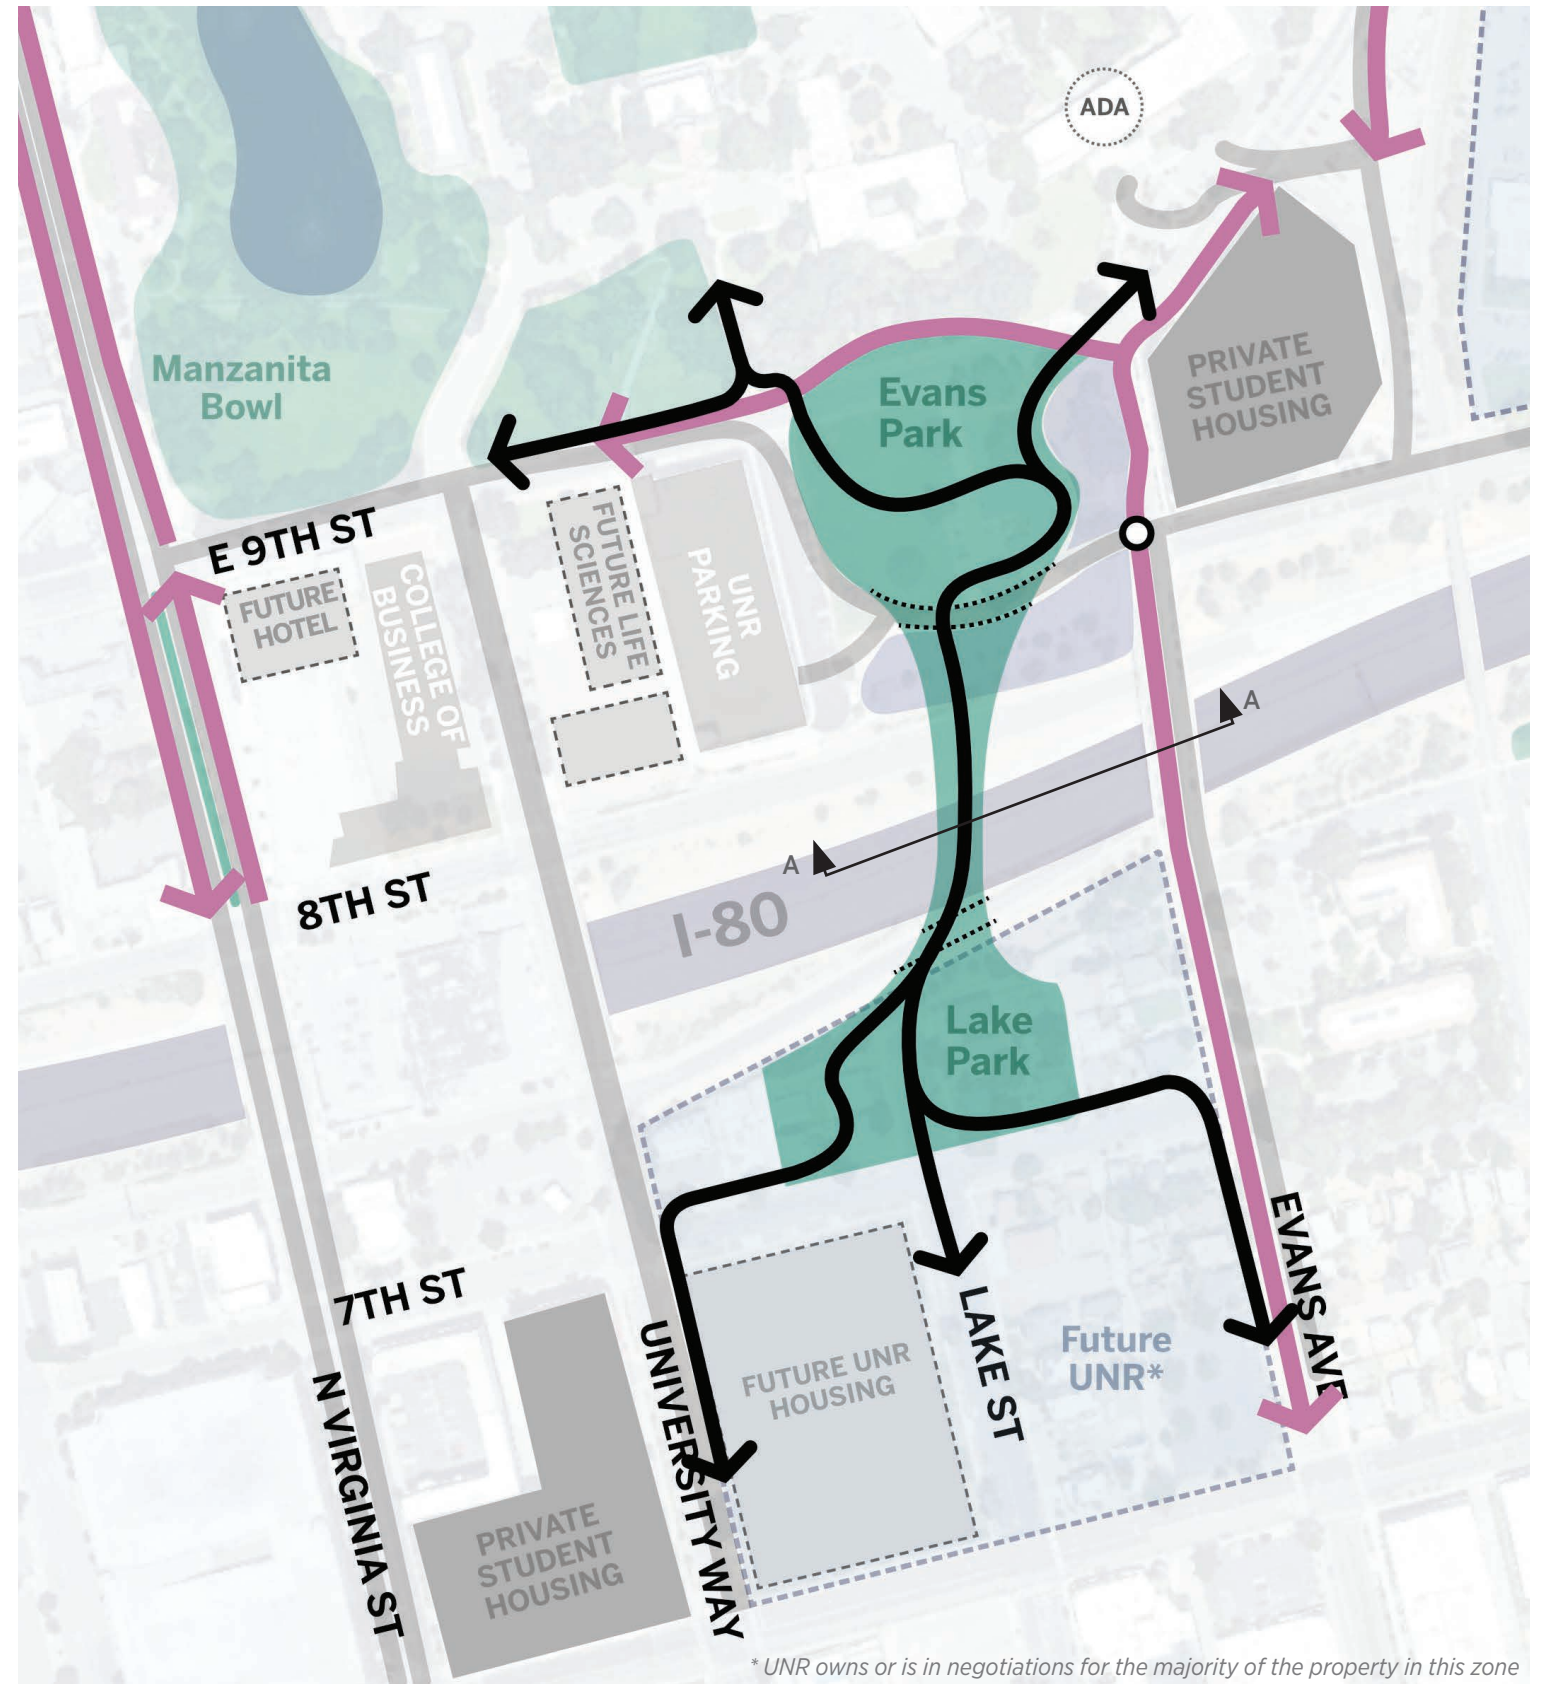 ADA
Manzanita
Bowl
Evans
Park
PRIVATE
STUDENT
HOUSING
E 9TH ST
FUTURE
HOTEL
COLLEGE OF
BUSINESS
FUTURE LIFE
SCIENCES
UNR
PARKING
A
A
8TH ST
I-80
Lake
Park
7TH ST
EVANS AVE
N VIRGINIA ST
UNIVERSITY WAY
FUTURE UNR
HOUSING
LAKE ST
Future
UNR*
PRIVATE
STUDENT
HOUSING
* UNR owns or is in negotiations for the majority of the property in this zone